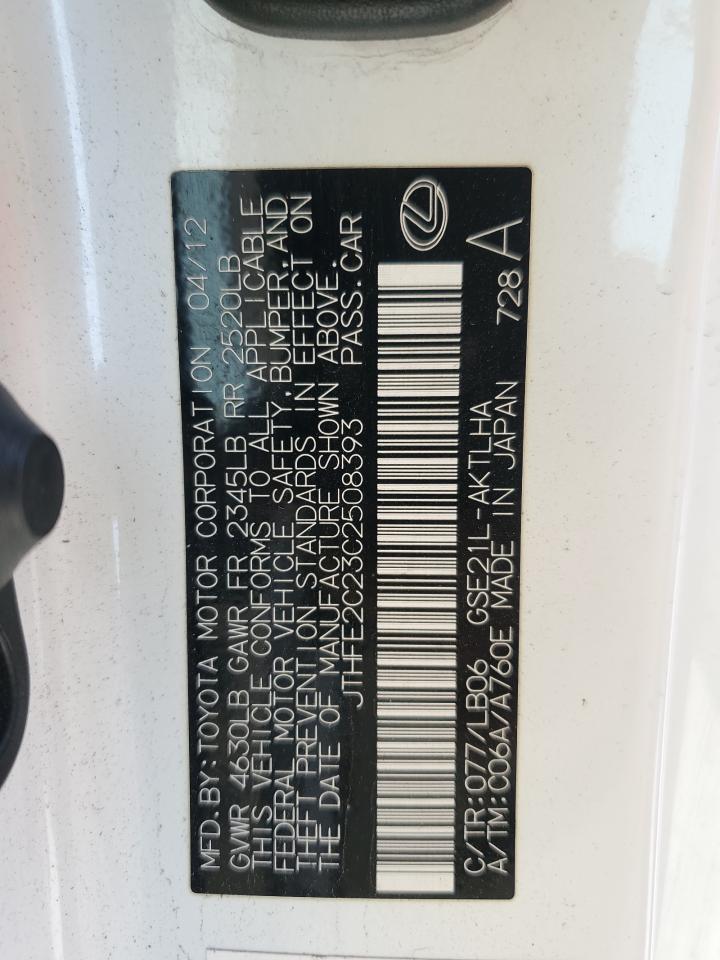 MFD.BY:TOYOTA MOTOR CORPORATION 04/12
GVWR 4630LB GAWR FR 2345LB RR 2520LB
THIS VEHICLE CONFORMS TO ALL APPLICABLE
FEDERAL MOTOR VEHICLE SAFETY,BUMPER,AND
THEFT PREVENTION STANDARDS IN EFFECT ON
THE DATE OF MANUFACTURE SHOWN ABOVE.
JTHFE2C23C2508393 PASS.CAR
C/TR:077/LB06 GSE21L-AKTLHA
A/TM:C06A/A760E MADE IN JAPAN 728 A